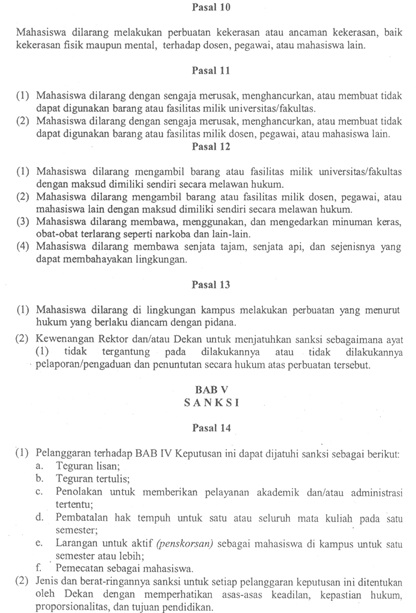 Pasal 10
Mahasiswa dilarang melakukan perbuatan kekerasan atau ancaman kekerasan, baik
kekerasan fisik maupun mental, terhadap dosen, pegawai, atau mahasiswa lain.
Pasal 11
(1) Mahasiswa dilarang dengan sengaja merusak, menghancurkan, atau membuat tidak
dapat digunakan barang atau fasilitas milik universitas/fakultas.
(2) Mahasiswa dilarang dengan sengaja merusak, menghancurkan, atau membuat tidak
dapat digunakan barang atau fasilitas milik dosen, pegawai, atau mahasiswa lain.
Pasal 12
(1) Mahasiswa dilarang mengambil barang atau fasilitas milik universitas/fakultas
dengan maksud dimiliki sendiri secara melawan hukum.
(2) Mahasiswa dilarang mengambil barang atau fasilitas milik dosen, pegawai, atau
mahasiswa lain dengan maksud dimiliki sendiri secara melawan hukum.
(3) Mahasiswa dilarang membawa, menggunakan, dan mengedarkan minuman keras,
obat-obat terlarang seperti narkoba dan lain-lain.
(4) Mahasiswa dilarang membawa senjata tajam, senjata api, dan sejenisnya yang
dapat membahayakan lingkungan.
Pasal 13
(1) Mahasiswa dilarang di lingkungan kampus melakukan perbuatan yang menurut
hukum yang berlaku diancam dengan pidana.
(2) Kewenangan Rektor dan/atau Dekan untuk menjatuhkan sanksi sebagaimana ayat
(1) tidak tergantung pada dilakukannya atau tidak dilakukannya
pelaporan/pengaduan dan penuntutan secara hukum atas perbuatan tersebut.
BAB V
S A N K S I
Pasal 14
(1) Pelanggaran terhadap BAB IV Keputusan ini dapat dijatuhi sanksi sebagai berikut:
a. Teguran lisan;
b. Teguran tertulis;
c. Penolakan untuk memberikan pelayanan akademik dan/atau administrasi
tertentu;
d. Pembatalan hak tempuh untuk satu atau seluruh mata kuliah pada satu
semester;
e. Larangan untuk aktif (penskorsan) sebagai mahasiswa di kampus untuk satu
semester atau lebih;
f. Pemecatan sebagai mahasiswa.
(2) Jenis dan berat-ringannya sanksi untuk setiap pelanggaran keputusan ini ditentukan
oleh Dekan dengan memperhatikan asas-asas keadilan, kepastian hukum,
proporsionalitas, dan tujuan pendidikan.